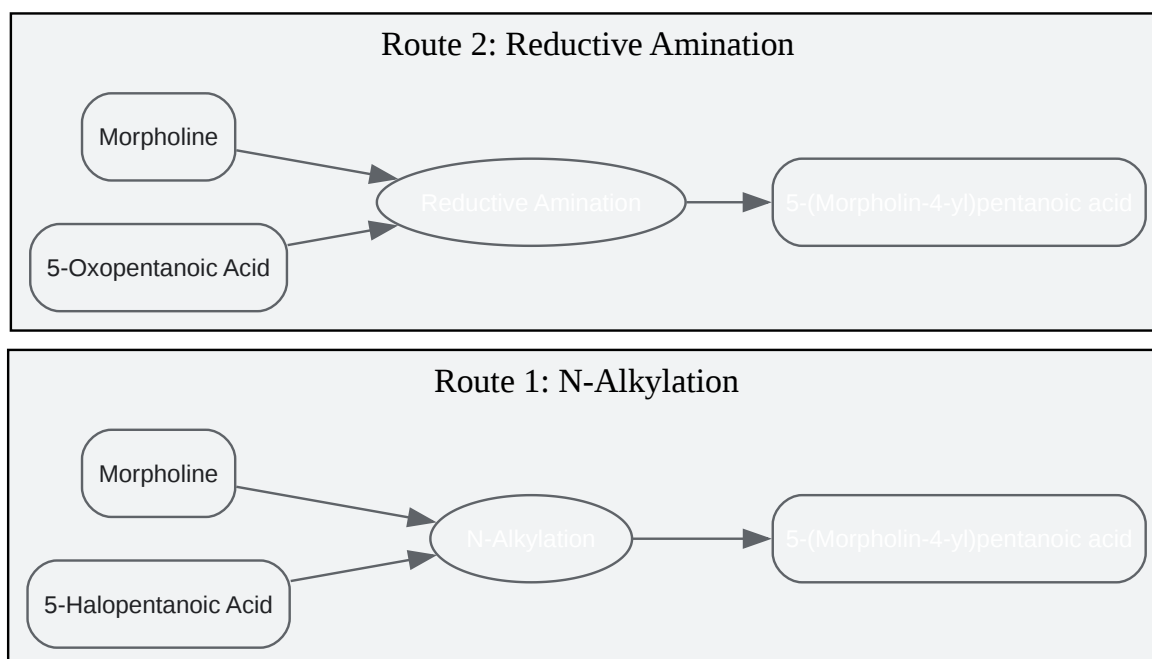 Route 2: Reductive Amination
Morpholine
Reductive Amination
5-(Morpholin-4-yl)pentanoic acid
5-Oxopentanoic Acid
Route 1: N-Alkylation
Morpholine
N-Alkylation
5-(Morpholin-4-yl)pentanoic acid
5-Halopentanoic Acid